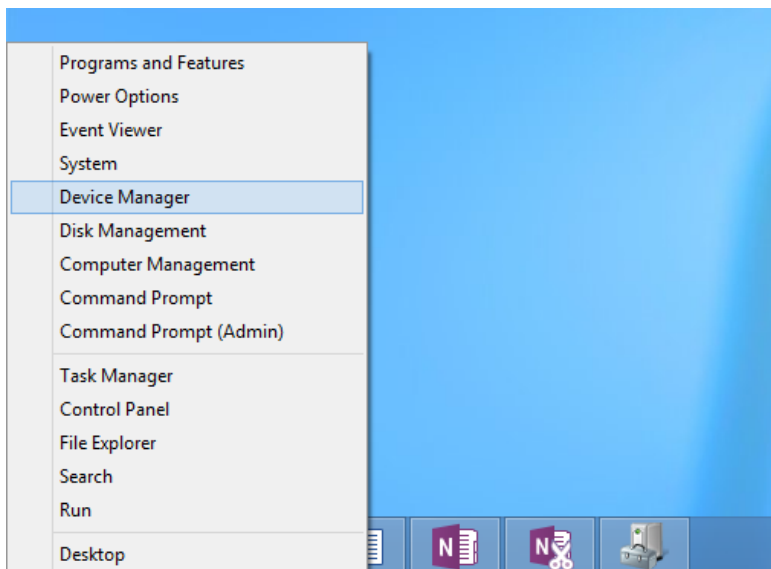 Programs and Features
Power Options
Event Viewer
System
Device Manager
Disk Management
Computer Management
Command Prompt
Command Prompt (Admin)
Task Manager
Control Panel
File Explorer
Search
Run
Desktop
N
N